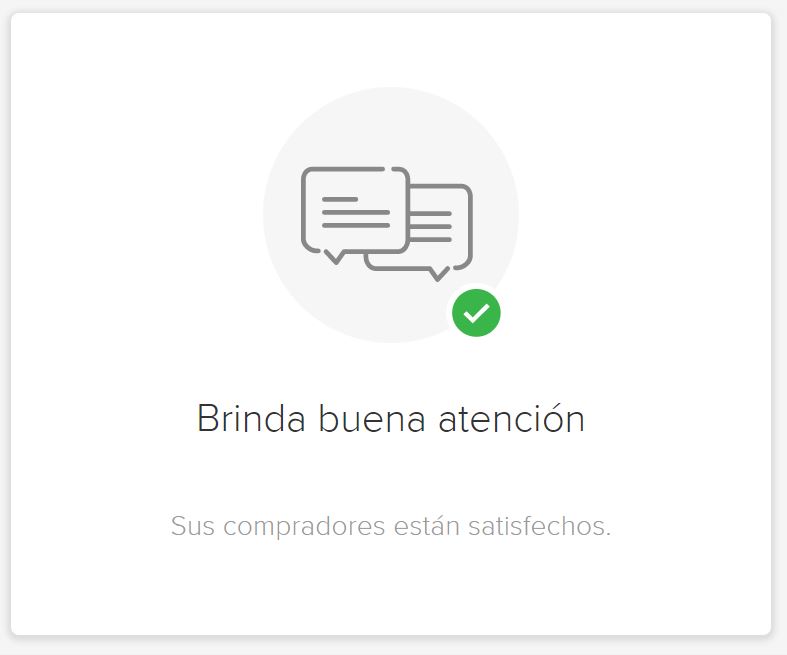 Brinda buena atención
Sus compradores están satisfechos.